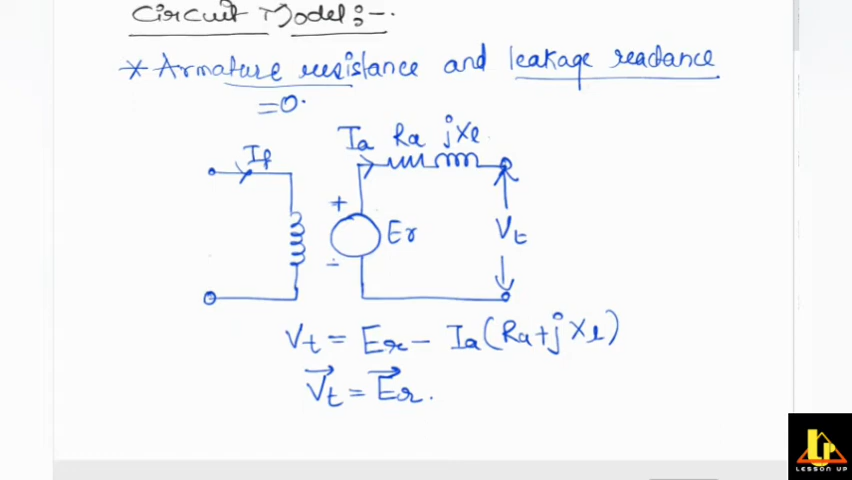 Circuit Model:-.
* Armature resistance and leakage reactance
=0.
Ia Ra jXl
If
+
Er
-
Vt
Vt = Er - Ia (Ra+jXl)
Vt = Er.
LP
LESSON UP